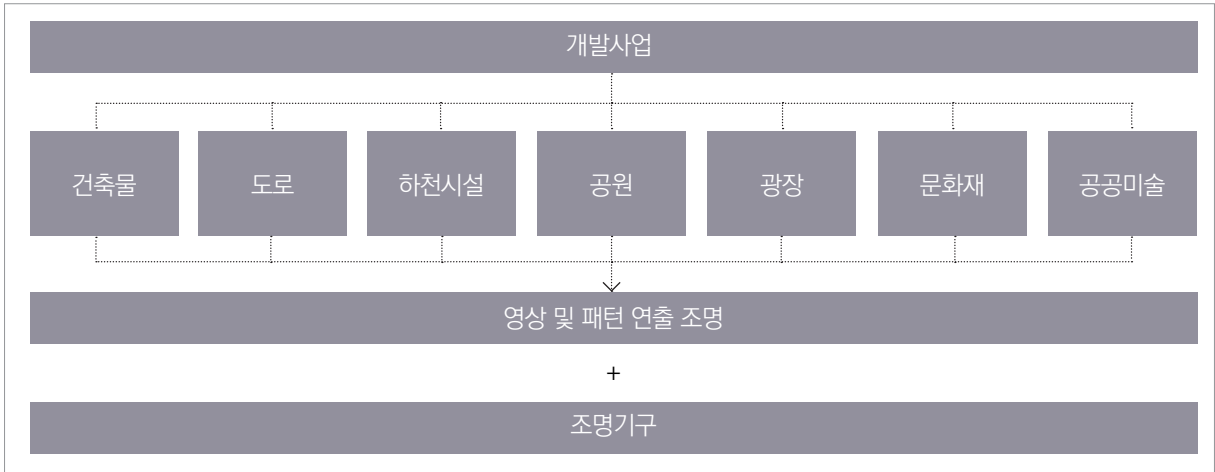 개발사업
건축물
도로
하천시설
공원
광장
문화재
공공미술
영상 및 패턴 연출 조명
+
조명기구